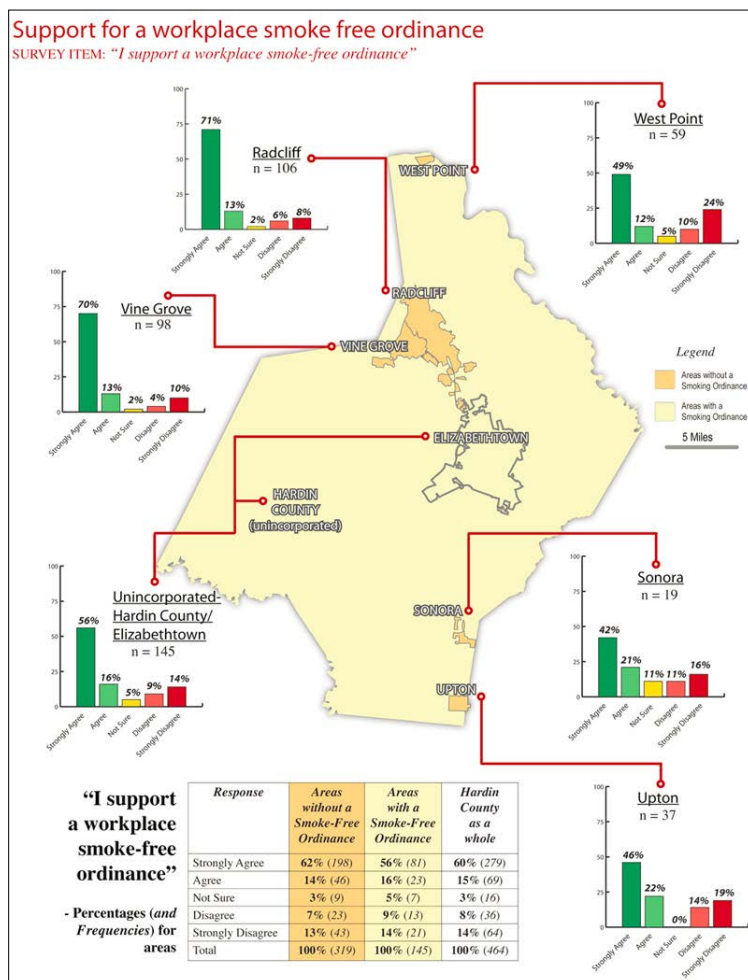 Support for a workplace smoke free ordinance
SURVEY ITEM: “I support a workplace smoke-free ordinance”
100
75
50
25
0
71%
13%
2%
6%
8%
Strongly Agree
Agree
Not Sure
Disagree
Strongly Disagree
Radcliff
n = 106
100
75
50
25
0
49%
12%
5%
10%
24%
Strongly Agree
Agree
Not Sure
Disagree
Strongly Disagree
West Point
n = 59
WEST POINT
100
75
50
25
0
70%
13%
2%
4%
10%
Strongly Agree
Agree
Not Sure
Disagree
Strongly Disagree
Vine Grove
n = 98
RADCLIFF
VINE GROVE
Legend
Areas without a
Smoking Ordinance
Areas with a
Smoking Ordinance
5 Miles
ELIZABETHTOWN
HARDIN
COUNTY
(unincorporated)
100
75
50
25
0
56%
16%
5%
9%
14%
Strongly Agree
Agree
Not Sure
Disagree
Strongly Disagree
Unincorporated-
Hardin County/
Elizabethtown
n = 145
100
75
50
25
0
42%
21%
11%
11%
16%
Strongly Agree
Agree
Not Sure
Disagree
Strongly Disagree
Sonora
n = 19
SONORA
UPTON
100
75
50
25
0
46%
22%
0%
14%
19%
Strongly Agree
Agree
Not Sure
Disagree
Strongly Disagree
Upton
n = 37
“I support
a workplace
smoke-free
ordinance”
- Percentages (and
Frequencies) for
areas
Response
Areas
without a
Smoke-Free
Ordinance
Areas
with a
Smoke-Free
Ordinance
Hardin
County
as a
whole
Strongly Agree 62% (198) 56% (81) 60% (279)
Agree 14% (46) 16% (23) 15% (69)
Not Sure 3% (9) 5% (7) 3% (16)
Disagree 7% (23) 9% (13) 8% (36)
Strongly Disagree 13% (43) 14% (21) 14% (64)
Total 100% (319) 100% (145) 100% (464)